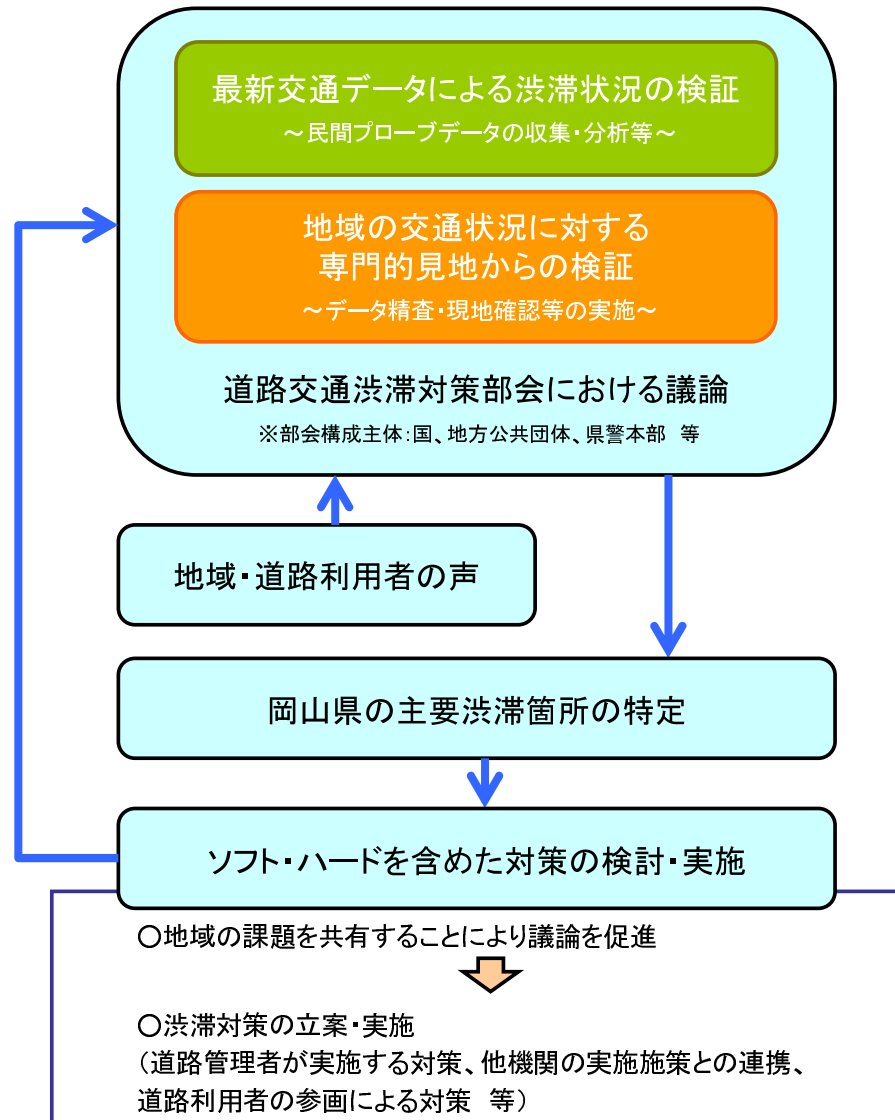 最新交通データによる渋滞状況の検証
～民間プローブデータの収集・分析等～
地域の交通状況に対する
専門的見地からの検証
～データ精査・現地確認等の実施～
道路交通渋滞対策部会における議論
※部会構成主体：国、地方公共団体、県警本部　等
地域・道路利用者の声
岡山県の主要渋滞箇所の特定
ソフト・ハードを含めた対策の検討・実施
○地域の課題を共有することにより議論を促進
○渋滞対策の立案・実施
（道路管理者が実施する対策、他機関の実施施策との連携、
道路利用者の参画による対策　等）